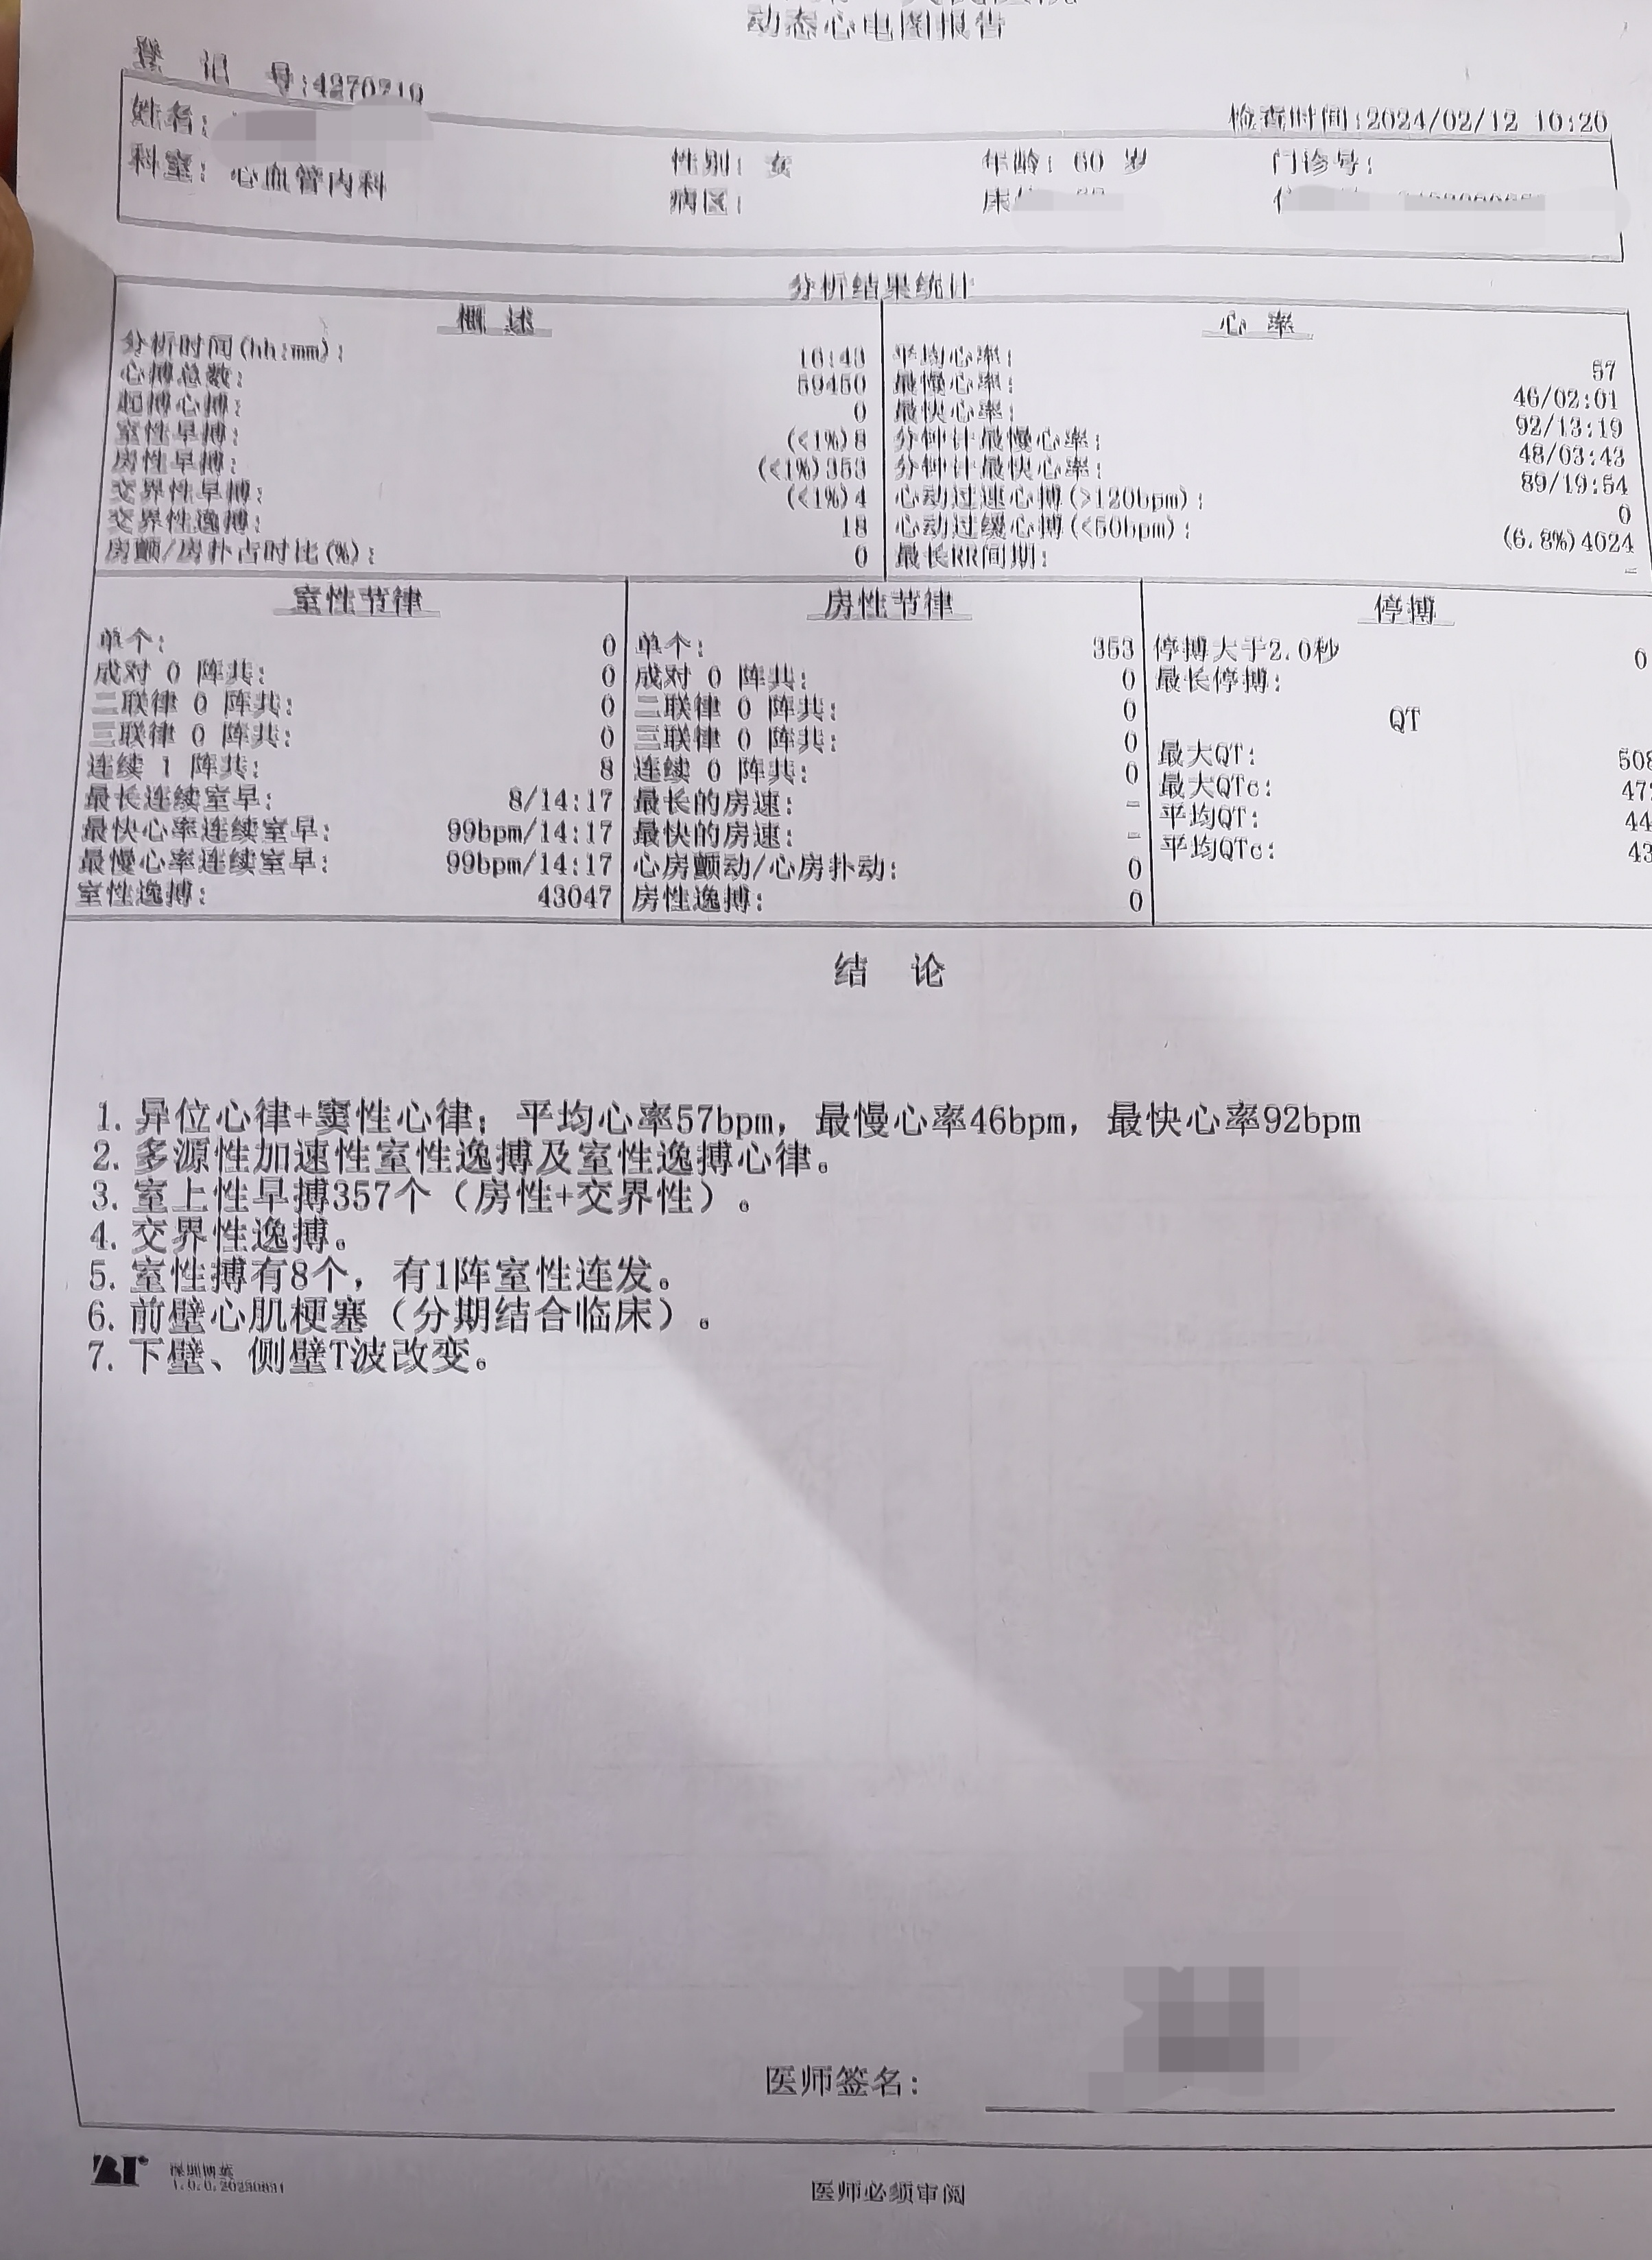 动态心电图报告
登 记 号:4270710
检查时间:2024/02/12 10:20
姓名: 性别: 女 年龄: 60 岁 门诊号:
科室: 心血管内科 病区:
分析结果统计
概 述
分析时间(hh:mm): 16:43
心搏总数: 59450
起搏心搏: 0
室性早搏: (<1%)8
房性早搏: (<1%)353
交界性早搏: (<1%)4
交界性逸搏: 18
房颤/房扑占时比(%): 0
心 率
平均心率: 57
最慢心率: 46/02:01
最快心率: 92/13:19
分钟计最慢心率: 48/03:43
分钟计最快心率: 89/19:54
心动过速心搏(>120bpm): 0
心动过缓心搏(<50bpm): (6.8%)4024
最长RR间期: -
室性节律
单个: 0
成对 0 阵共: 0
二联律 0 阵共: 0
三联律 0 阵共: 0
连续 1 阵共: 8
最长连续室早: 8/14:17
最快心率连续室早: 99bpm/14:17
最慢心率连续室早: 99bpm/14:17
室性逸搏: 43047
房性节律
单个: 353
成对 0 阵共: 0
二联律 0 阵共: 0
三联律 0 阵共: 0
连续 0 阵共: 0
最长的房速: -
最快的房速: -
心房颤动/心房扑动: 0
房性逸搏: 0
停搏
停搏大于2.0秒 0
最长停搏:
QT
最大QT: 508
最大QTc: 47
平均QT: 44
平均QTc: 43
结 论
1. 异位心律+窦性心律; 平均心率57bpm, 最慢心率46bpm, 最快心率92bpm
2. 多源性加速性室性逸搏及室性逸搏心律。
3. 室上性早搏357个（房性+交界性）。
4. 交界性逸搏。
5. 室性搏有8个, 有1阵室性连发。
6. 前壁心肌梗塞（分期结合临床）。
7. 下壁、侧壁T波改变。
医师签名:
医师必须审阅